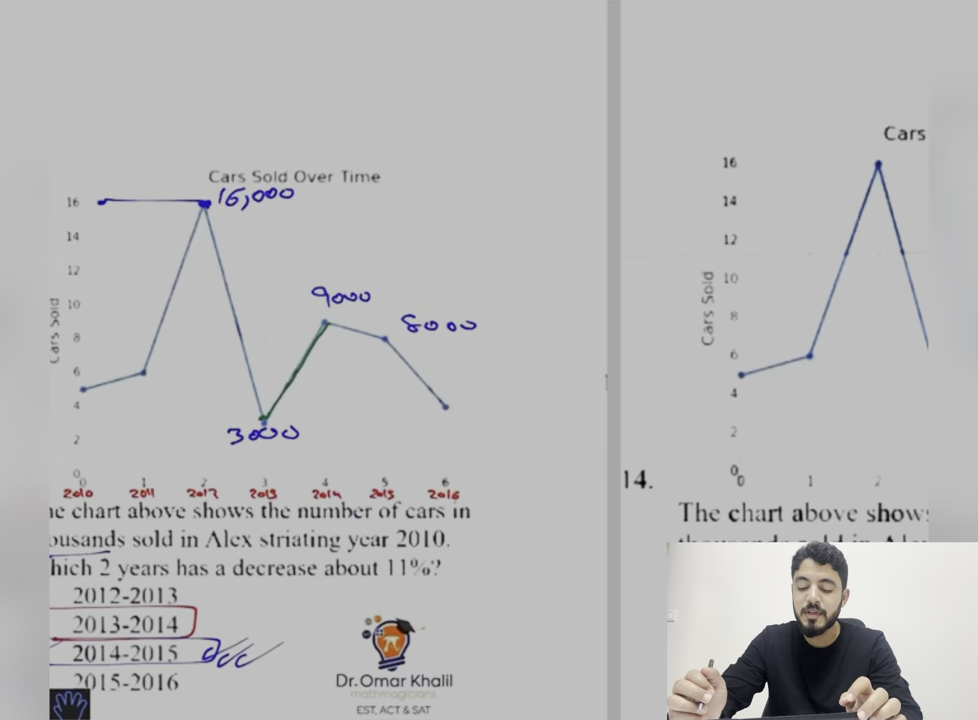 Cars Sold Over Time
16,000
16
14
12
10
8
6
4
2
0
Cars Sold
9000
8000
3000
0 1 2 3 4 5 6
2010 2011 2012 2013 2014 2015 2016
he chart above shows the number of cars in
ousands sold in Alex striating year 2010.
hich 2 years has a decrease about 11%?
2012-2013
2013-2014
2014-2015
2015-2016
Dr.Omar Khalil
mathmagicians
EST, ACT & SAT
Cars
16
14
12
10
8
6
4
2
0
Cars Sold
0 1 2
14.
The chart above shows